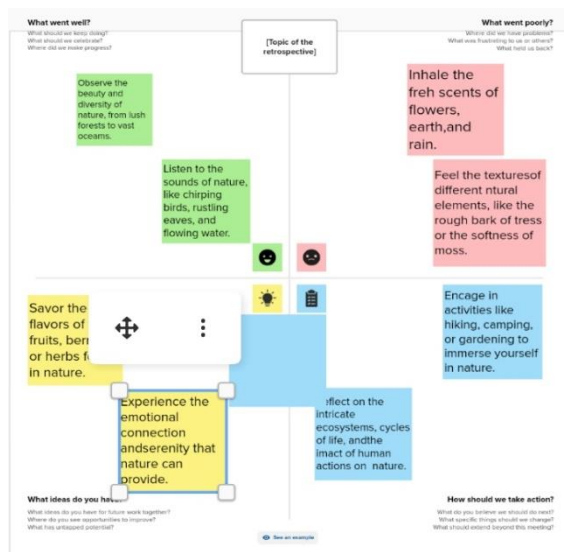 What went well?
What should we keep doing?
What should we celebrate?
Where did we make progress?
[Topic of the
retrospective]
What went poorly?
Where did we have problems?
What was frustrating to us or others?
What held us back?
Observe the
beauty and
diversity of
nature, from lush
forests to vast
oceams.
Listen to the
sounds of nature,
like chirping
birds, rustling
eaves, and
flowing water.
Inhale the
freh scents of
flowers,
earth,and
rain.
Feel the texturesof
different ntural
elements, like the
rough bark of tress
or the softness of
moss.
Savor the
flavors of
fruits,
or herbs
in nature.
Experience the
emotional
connection
andserenity that
nature can
provide.
Encage in
activities like
hiking, camping,
or gardening to
immerse yourself
in nature.
eflect on the
intricate
ecosystems, cycles
of life, andthe
imact of human
actions on nature.
What ideas do you have?
What ideas do you have for future work together?
Where do you see opportunities to improve?
What has untapped potential?
How should we take action?
What do you believe we should do next?
What specific things should we change?
What should extend beyond this meeting?
See an example